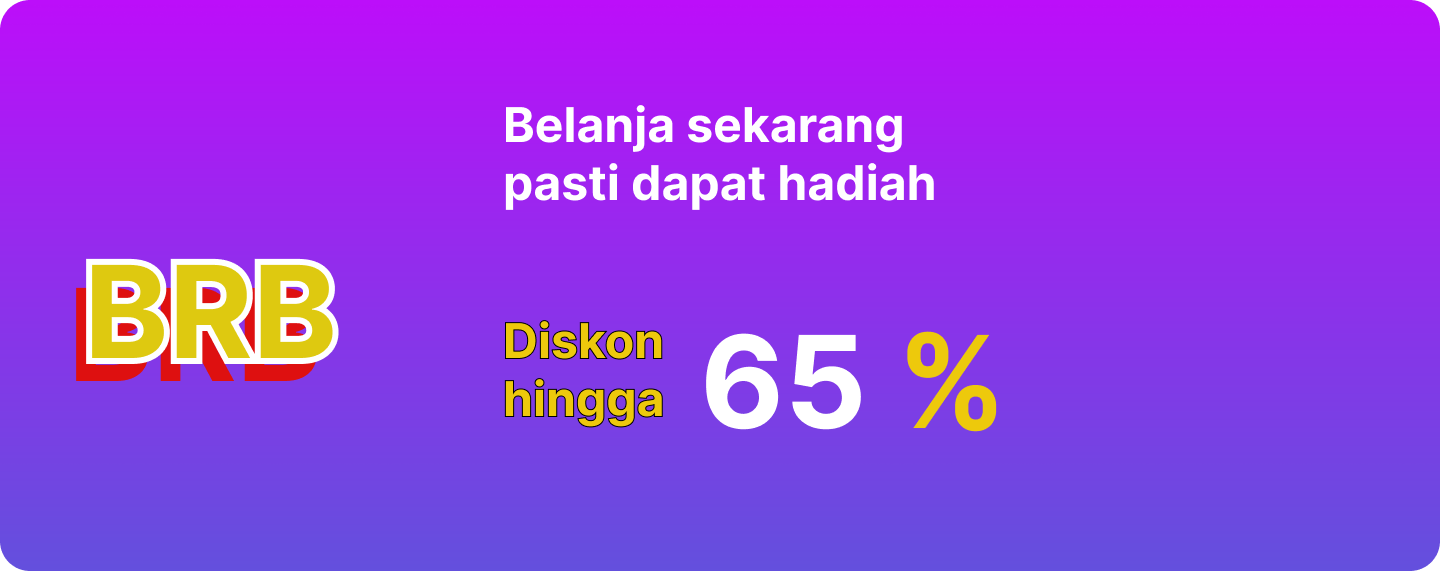 Belanja sekarang
pasti dapat hadiah
BRB
Diskon
hingga
65 %